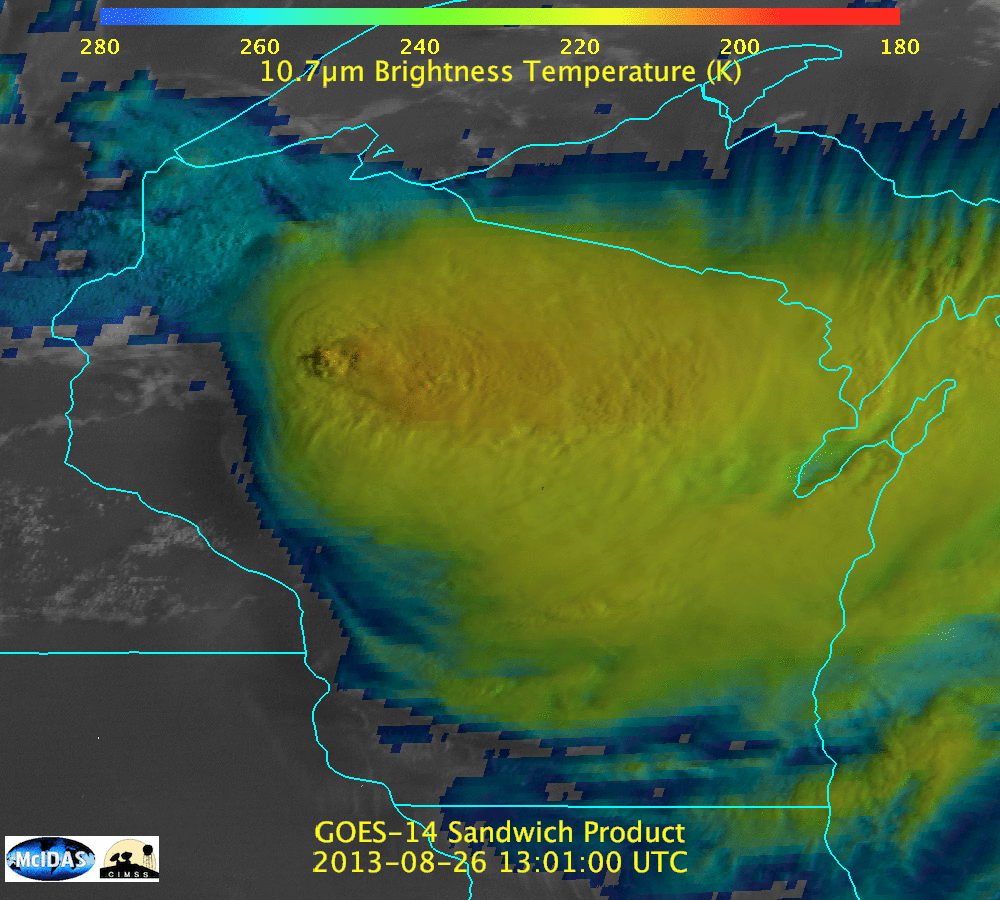 280 260 240 220 200 180
10.7µm Brightness Temperature (K)
GOES-14 Sandwich Product
2013-08-26 13:01:00 UTC
McIDAS
CIMSS